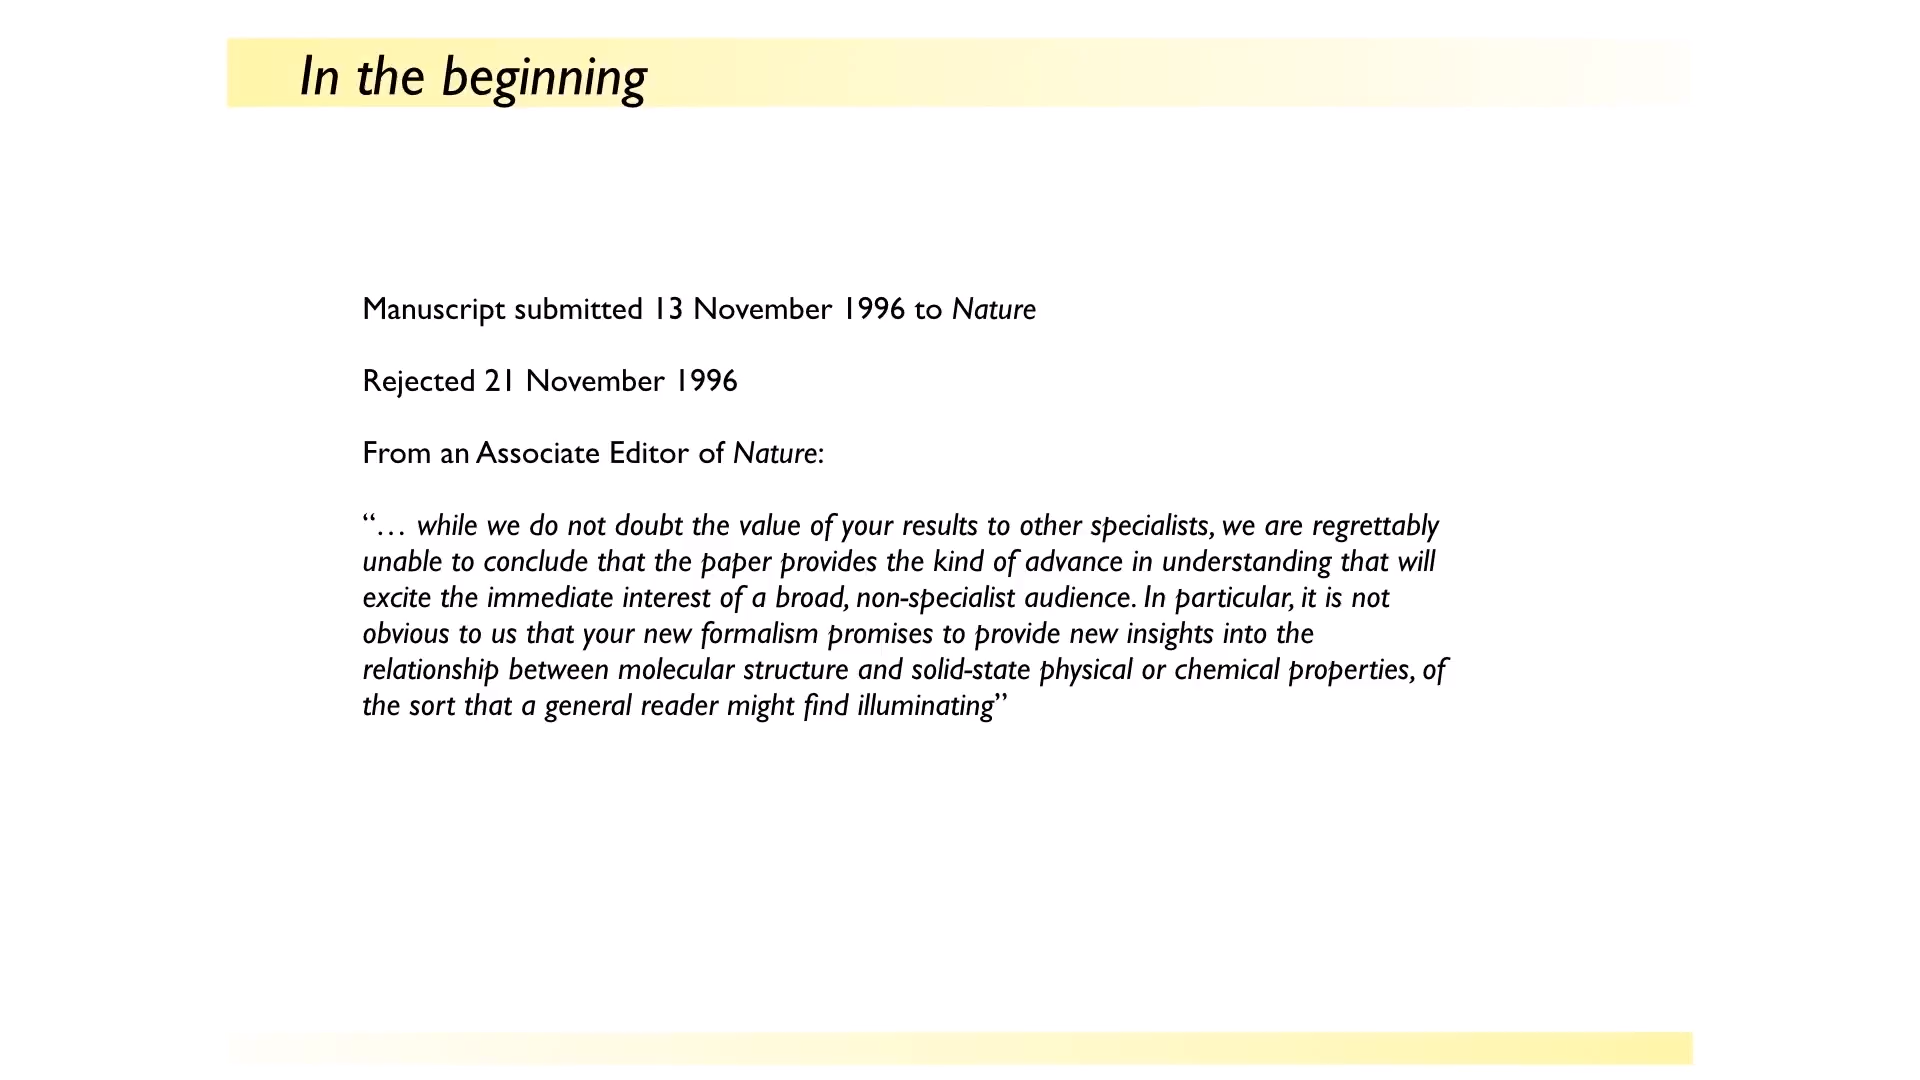 In the beginning
Manuscript submitted 13 November 1996 to Nature
Rejected 21 November 1996
From an Associate Editor of Nature:
“… while we do not doubt the value of your results to other specialists, we are regrettably
unable to conclude that the paper provides the kind of advance in understanding that will
excite the immediate interest of a broad, non-specialist audience. In particular, it is not
obvious to us that your new formalism promises to provide new insights into the
relationship between molecular structure and solid-state physical or chemical properties, of
the sort that a general reader might find illuminating”